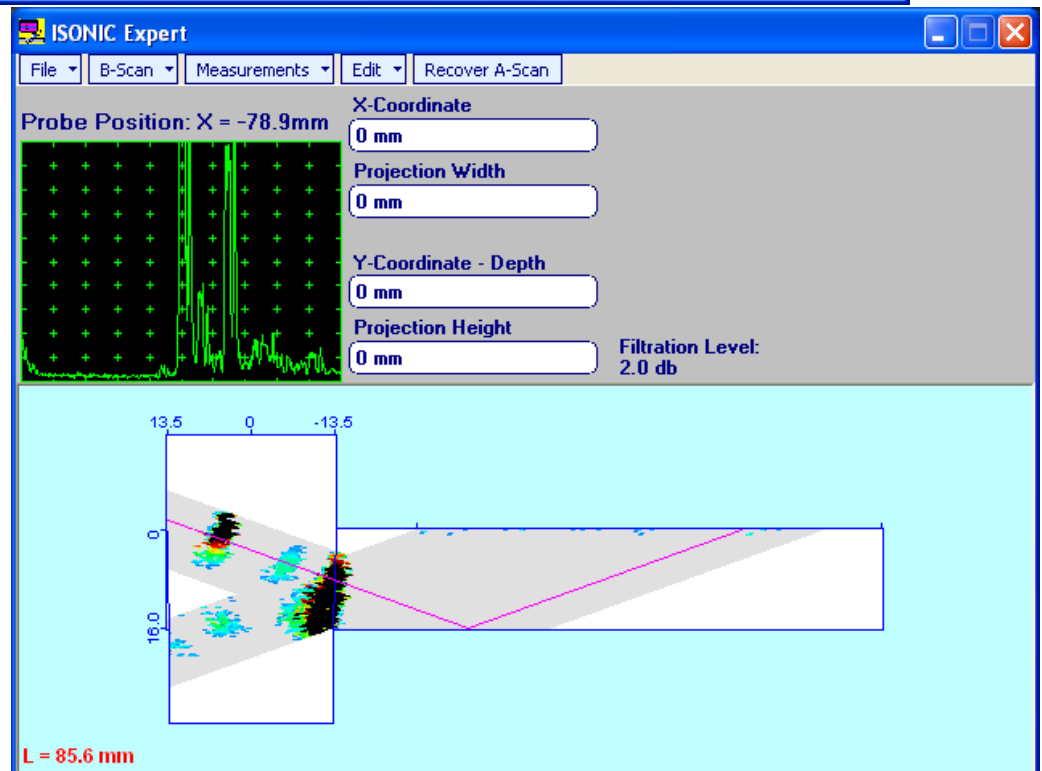 ISONIC Expert
File B-Scan Measurements Edit Recover A-Scan
Probe Position: X = -78.9mm
X-Coordinate
0 mm
Projection Width
0 mm
Y-Coordinate - Depth
0 mm
Projection Height
0 mm
Filtration Level:
2.0 db
13.5 0 -13.5
0
16.0
L = 85.6 mm